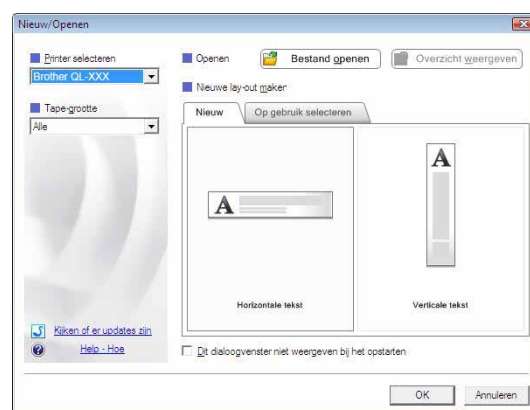 Nieuw/Openen
Printer selecteren
Brother QL-XXX
Tape-grootte
Alle
Kijken of er updates zijn
Help - Hoe
Openen
Bestand openen
Overzicht weergeven
Nieuwe lay-out maken
Nieuw
Op gebruik selecteren
A
Horizontale tekst
A
Verticale tekst
Dit dialoogvenster niet weergeven bij het opstarten
OK
Annuleren